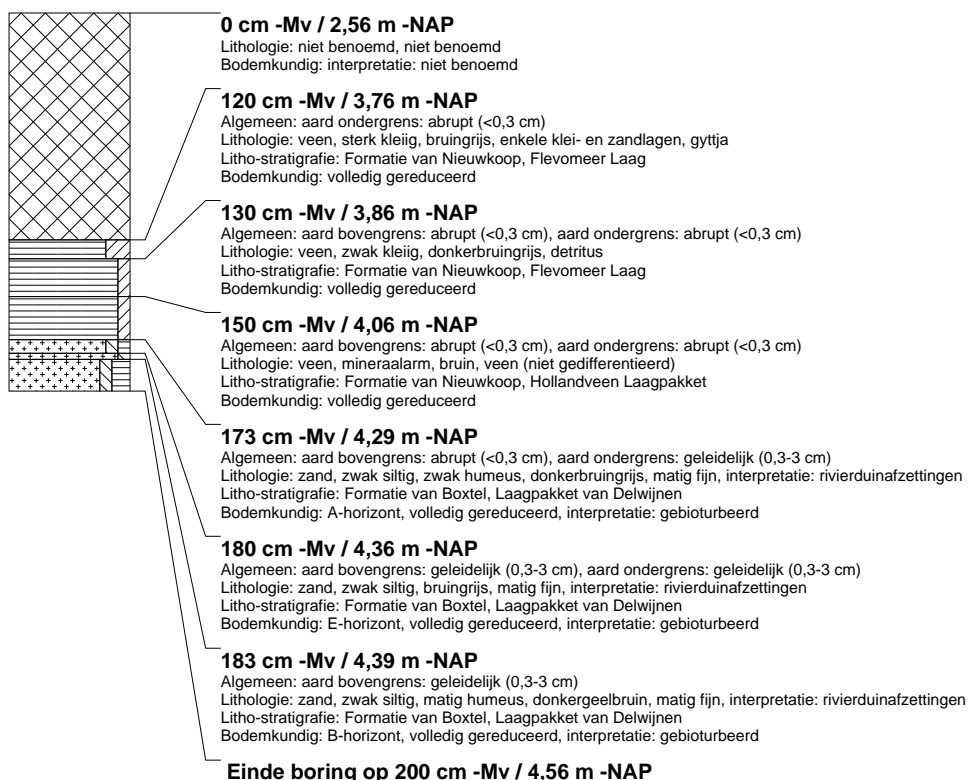 0 cm -Mv / 2,56 m -NAP
Lithologie: niet benoemd, niet benoemd
Bodemkundig: interpretatie: niet benoemd
120 cm -Mv / 3,76 m -NAP
Algemeen: aard ondergrens: abrupt (<0,3 cm)
Lithologie: veen, sterk kleiig, bruingrijs, enkele klei- en zandlagen, gyttja
Litho-stratigrafie: Formatie van Nieuwkoop, Flevomeer Laag
Bodemkundig: volledig gereduceerd
130 cm -Mv / 3,86 m -NAP
Algemeen: aard bovengrens: abrupt (<0,3 cm), aard ondergrens: abrupt (<0,3 cm)
Lithologie: veen, zwak kleiig, donkerbruingrijs, detritus
Litho-stratigrafie: Formatie van Nieuwkoop, Flevomeer Laag
Bodemkundig: volledig gereduceerd
150 cm -Mv / 4,06 m -NAP
Algemeen: aard bovengrens: abrupt (<0,3 cm), aard ondergrens: abrupt (<0,3 cm)
Lithologie: veen, mineraalarm, bruin, veen (niet gedifferentieerd)
Litho-stratigrafie: Formatie van Nieuwkoop, Hollandveen Laagpakket
Bodemkundig: volledig gereduceerd
173 cm -Mv / 4,29 m -NAP
Algemeen: aard bovengrens: abrupt (<0,3 cm), aard ondergrens: geleidelijk (0,3-3 cm)
Lithologie: zand, zwak siltig, zwak humeus, donkerbruingrijs, matig fijn, interpretatie: rivierduinafzettingen
Litho-stratigrafie: Formatie van Boxtel, Laagpakket van Delwijnen
Bodemkundig: A-horizont, volledig gereduceerd, interpretatie: gebioturbeerd
180 cm -Mv / 4,36 m -NAP
Algemeen: aard bovengrens: geleidelijk (0,3-3 cm), aard ondergrens: geleidelijk (0,3-3 cm)
Lithologie: zand, zwak siltig, bruingrijs, matig fijn, interpretatie: rivierduinafzettingen
Litho-stratigrafie: Formatie van Boxtel, Laagpakket van Delwijnen
Bodemkundig: E-horizont, volledig gereduceerd, interpretatie: gebioturbeerd
183 cm -Mv / 4,39 m -NAP
Algemeen: aard bovengrens: geleidelijk (0,3-3 cm)
Lithologie: zand, zwak siltig, matig humeus, donkergeelbruin, matig fijn, interpretatie: rivierduinafzettingen
Litho-stratigrafie: Formatie van Boxtel, Laagpakket van Delwijnen
Bodemkundig: B-horizont, volledig gereduceerd, interpretatie: gebioturbeerd
Einde boring op 200 cm -Mv / 4,56 m -NAP